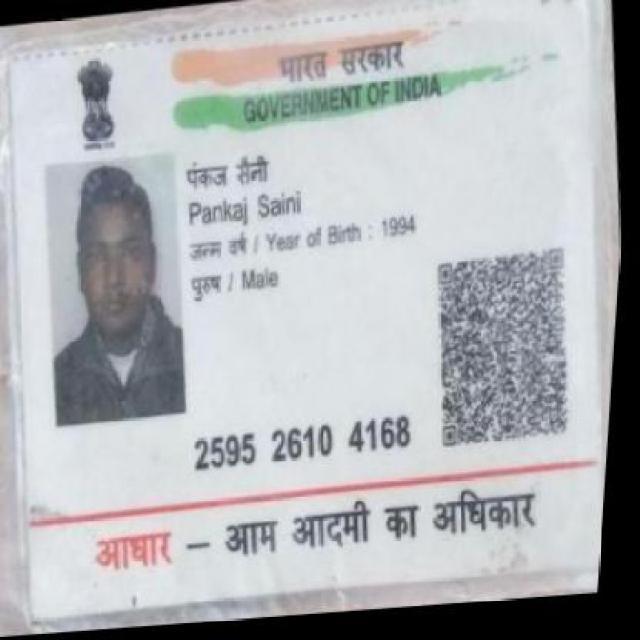 भारत सरकार
GOVERNMENT OF INDIA
पंकज सैनी
Pankaj Saini
जन्म वर्ष / Year of Birth : 1994
पुरुष / Male
2595 2610 4168
आधार – आम आदमी का अधिकार